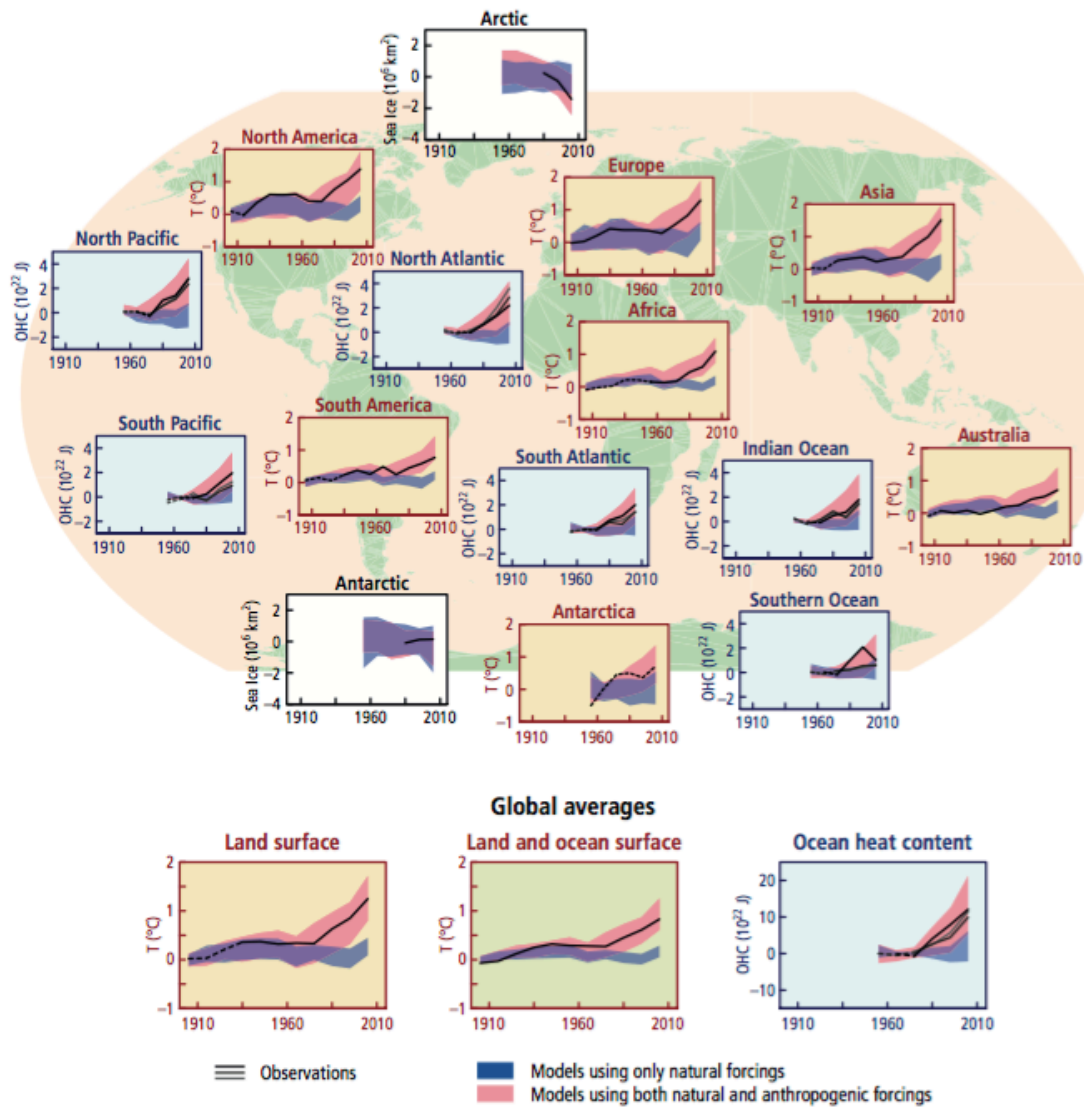 Arctic
Sea Ice (10⁶ km²)
2
0
−2
−4
1910 1960 2010
North America
T (°C)
2
1
0
−1
1910 1960 2010
Europe
T (°C)
2
1
0
−1
1910 1960 2010
Asia
T (°C)
2
1
0
−1
1910 1960 2010
North Pacific
OHC (10²² J)
4
2
0
−2
1910 1960 2010
North Atlantic
OHC (10²² J)
4
2
0
−2
1910 1960 2010
Africa
T (°C)
2
1
0
−1
1910 1960 2010
South Pacific
OHC (10²² J)
4
2
0
−2
1910 1960 2010
South America
T (°C)
2
1
0
−1
1910 1960 2010
South Atlantic
OHC (10²² J)
4
2
0
−2
1910 1960 2010
Indian Ocean
OHC (10²² J)
4
2
0
−2
1910 1960 2010
Australia
T (°C)
2
1
0
−1
1910 1960 2010
Antarctic
Sea Ice (10⁶ km²)
2
0
−2
−4
1910 1960 2010
Antarctica
T (°C)
2
1
0
−1
1910 1960 2010
Southern Ocean
OHC (10²² J)
4
2
0
−2
1910 1960 2010
Global averages
Land surface
T (°C)
2
1
0
−1
1910 1960 2010
Land and ocean surface
T (°C)
2
1
0
−1
1910 1960 2010
Ocean heat content
OHC (10²² J)
20
10
0
−10
1910 1960 2010
Observations
Models using only natural forcings
Models using both natural and anthropogenic forcings